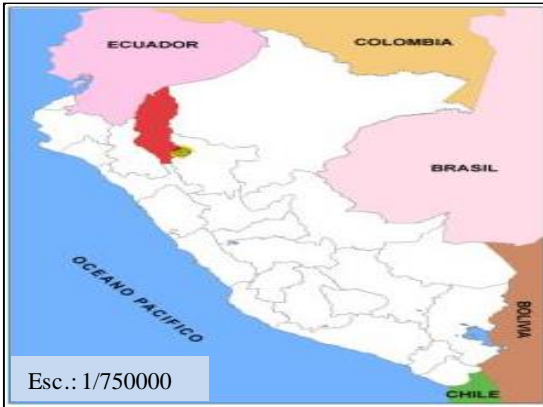 ECUADOR
COLOMBIA
BRASIL
OCEANO PACIFICO
BOLIVIA
Esc.: 1/750000
CHILE